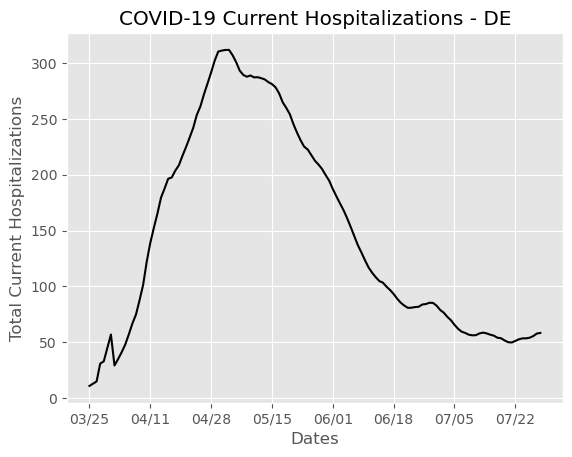 COVID-19 Current Hospitalizations - DE
Total Current Hospitalizations
300
250
200
150
100
50
0
03/25 04/11 04/28 05/15 06/01 06/18 07/05 07/22
Dates